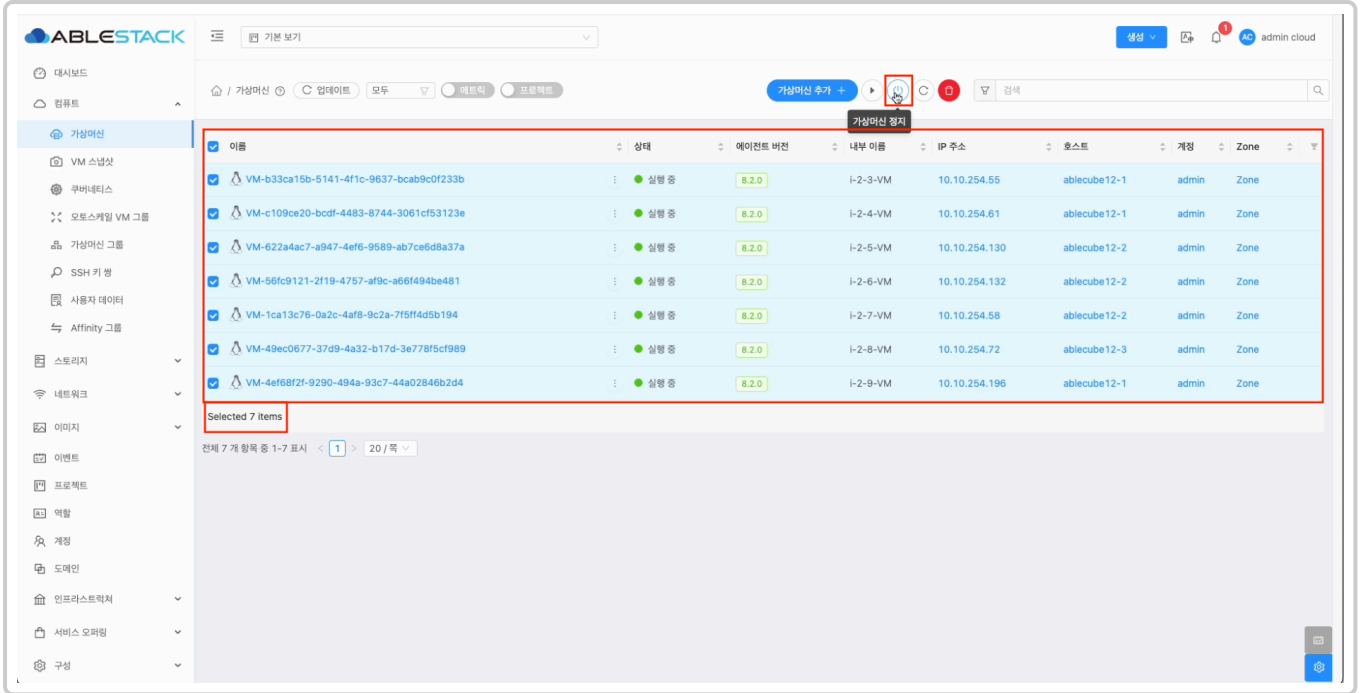 ABLESTACK
기본 보기
생성
1
AC admin cloud
대시보드
컴퓨트
가상머신
VM 스냅샷
쿠버네티스
오토스케일 VM 그룹
가상머신 그룹
SSH 키 쌍
사용자 데이터
Affinity 그룹
스토리지
네트워크
이미지
이벤트
프로젝트
역할
계정
도메인
인프라스트럭쳐
서비스 오퍼링
구성
/ 가상머신 업데이트 모두 메트릭 프로젝트
가상머신 추가 +
검색
가상머신 정지
이름 상태 에이전트 버전 내부 이름 IP 주소 호스트 계정 Zone
VM-b33ca15b-5141-4f1c-9637-bcab9c0f233b 실행 중 8.2.0 i-2-3-VM 10.10.254.55 ablecube12-1 admin Zone
VM-c109ce20-bcdf-4483-8744-3061cf53123e 실행 중 8.2.0 i-2-4-VM 10.10.254.61 ablecube12-1 admin Zone
VM-622a4ac7-a947-4ef6-9589-ab7ce6d8a37a 실행 중 8.2.0 i-2-5-VM 10.10.254.130 ablecube12-2 admin Zone
VM-56fc9121-2f19-4757-af9c-a66f494be481 실행 중 8.2.0 i-2-6-VM 10.10.254.132 ablecube12-2 admin Zone
VM-1ca13c76-0a2c-4af8-9c2a-7f5ff4d5b194 실행 중 8.2.0 i-2-7-VM 10.10.254.58 ablecube12-2 admin Zone
VM-49ec0677-37d9-4a32-b17d-3e778f5cf989 실행 중 8.2.0 i-2-8-VM 10.10.254.72 ablecube12-3 admin Zone
VM-4ef68f2f-9290-494a-93c7-44a02846b2d4 실행 중 8.2.0 i-2-9-VM 10.10.254.196 ablecube12-1 admin Zone
Selected 7 items
전체 7 개 항목 중 1-7 표시 < 1 > 20 / 쪽